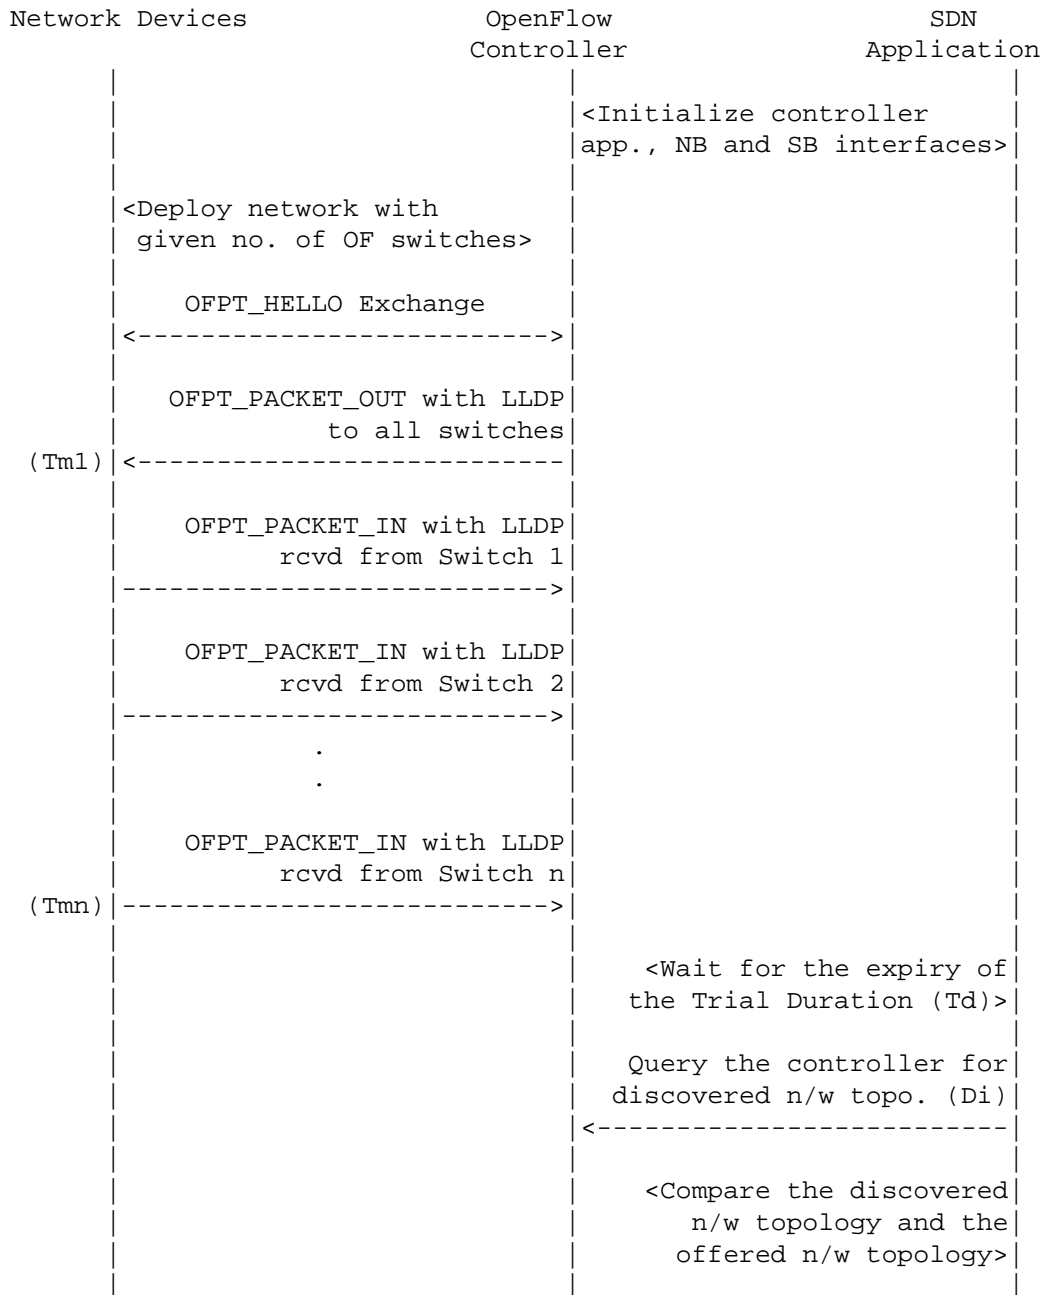 Network Devices OpenFlow SDN
Controller Application
<Initialize controller
app., NB and SB interfaces>
<Deploy network with
given no. of OF switches>
OFPT_HELLO Exchange
<-------------------------->
OFPT_PACKET_OUT with LLDP
to all switches
(Tm1)|<---------------------------|
OFPT_PACKET_IN with LLDP
rcvd from Switch 1
|--------------------------->|
OFPT_PACKET_IN with LLDP
rcvd from Switch 2
|--------------------------->|
.
.
OFPT_PACKET_IN with LLDP
rcvd from Switch n
(Tmn)|--------------------------->|
<Wait for the expiry of
the Trial Duration (Td)>
Query the controller for
discovered n/w topo. (Di)
|<--------------------------|
<Compare the discovered
n/w topology and the
offered n/w topology>